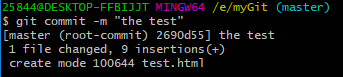 25844@DESKTOP-FFBIJJT MINGW64 /e/myGit (master)
$ git commit -m "the test"
[master (root-commit) 2690d55] the test
 1 file changed, 9 insertions(+)
 create mode 100644 test.html